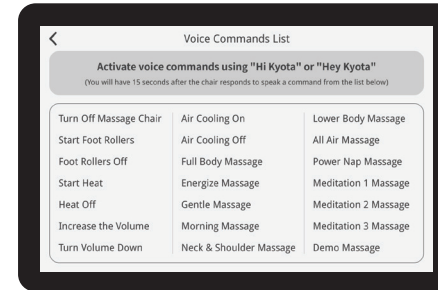 Voice Commands List
Activate voice commands using "Hi Kyota" or "Hey Kyota"
(You will have 15 seconds after the chair responds to speak a command from the list below)
Turn Off Massage Chair
Start Foot Rollers
Foot Rollers Off
Start Heat
Heat Off
Increase the Volume
Turn Volume Down
Air Cooling On
Air Cooling Off
Full Body Massage
Energize Massage
Gentle Massage
Morning Massage
Neck & Shoulder Massage
Lower Body Massage
All Air Massage
Power Nap Massage
Meditation 1 Massage
Meditation 2 Massage
Meditation 3 Massage
Demo Massage